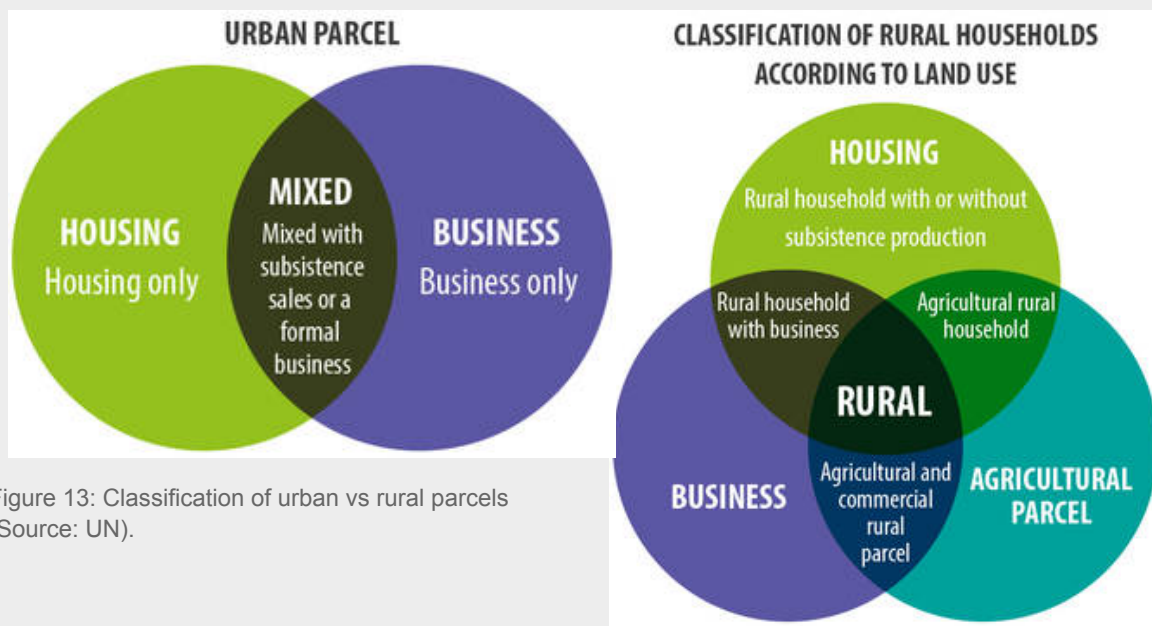 URBAN PARCEL
HOUSING
Housing only
MIXED
Mixed with
subsistence
sales or a
formal
business
BUSINESS
Business only
CLASSIFICATION OF RURAL HOUSEHOLDS
ACCORDING TO LAND USE
HOUSING
Rural household with or without
subsistence production
Rural household
with business
Agricultural rural
household
RURAL
BUSINESS
Agricultural and
commercial
rural
parcel
AGRICULTURAL
PARCEL
Figure 13: Classification of urban vs rural parcels
(Source: UN).